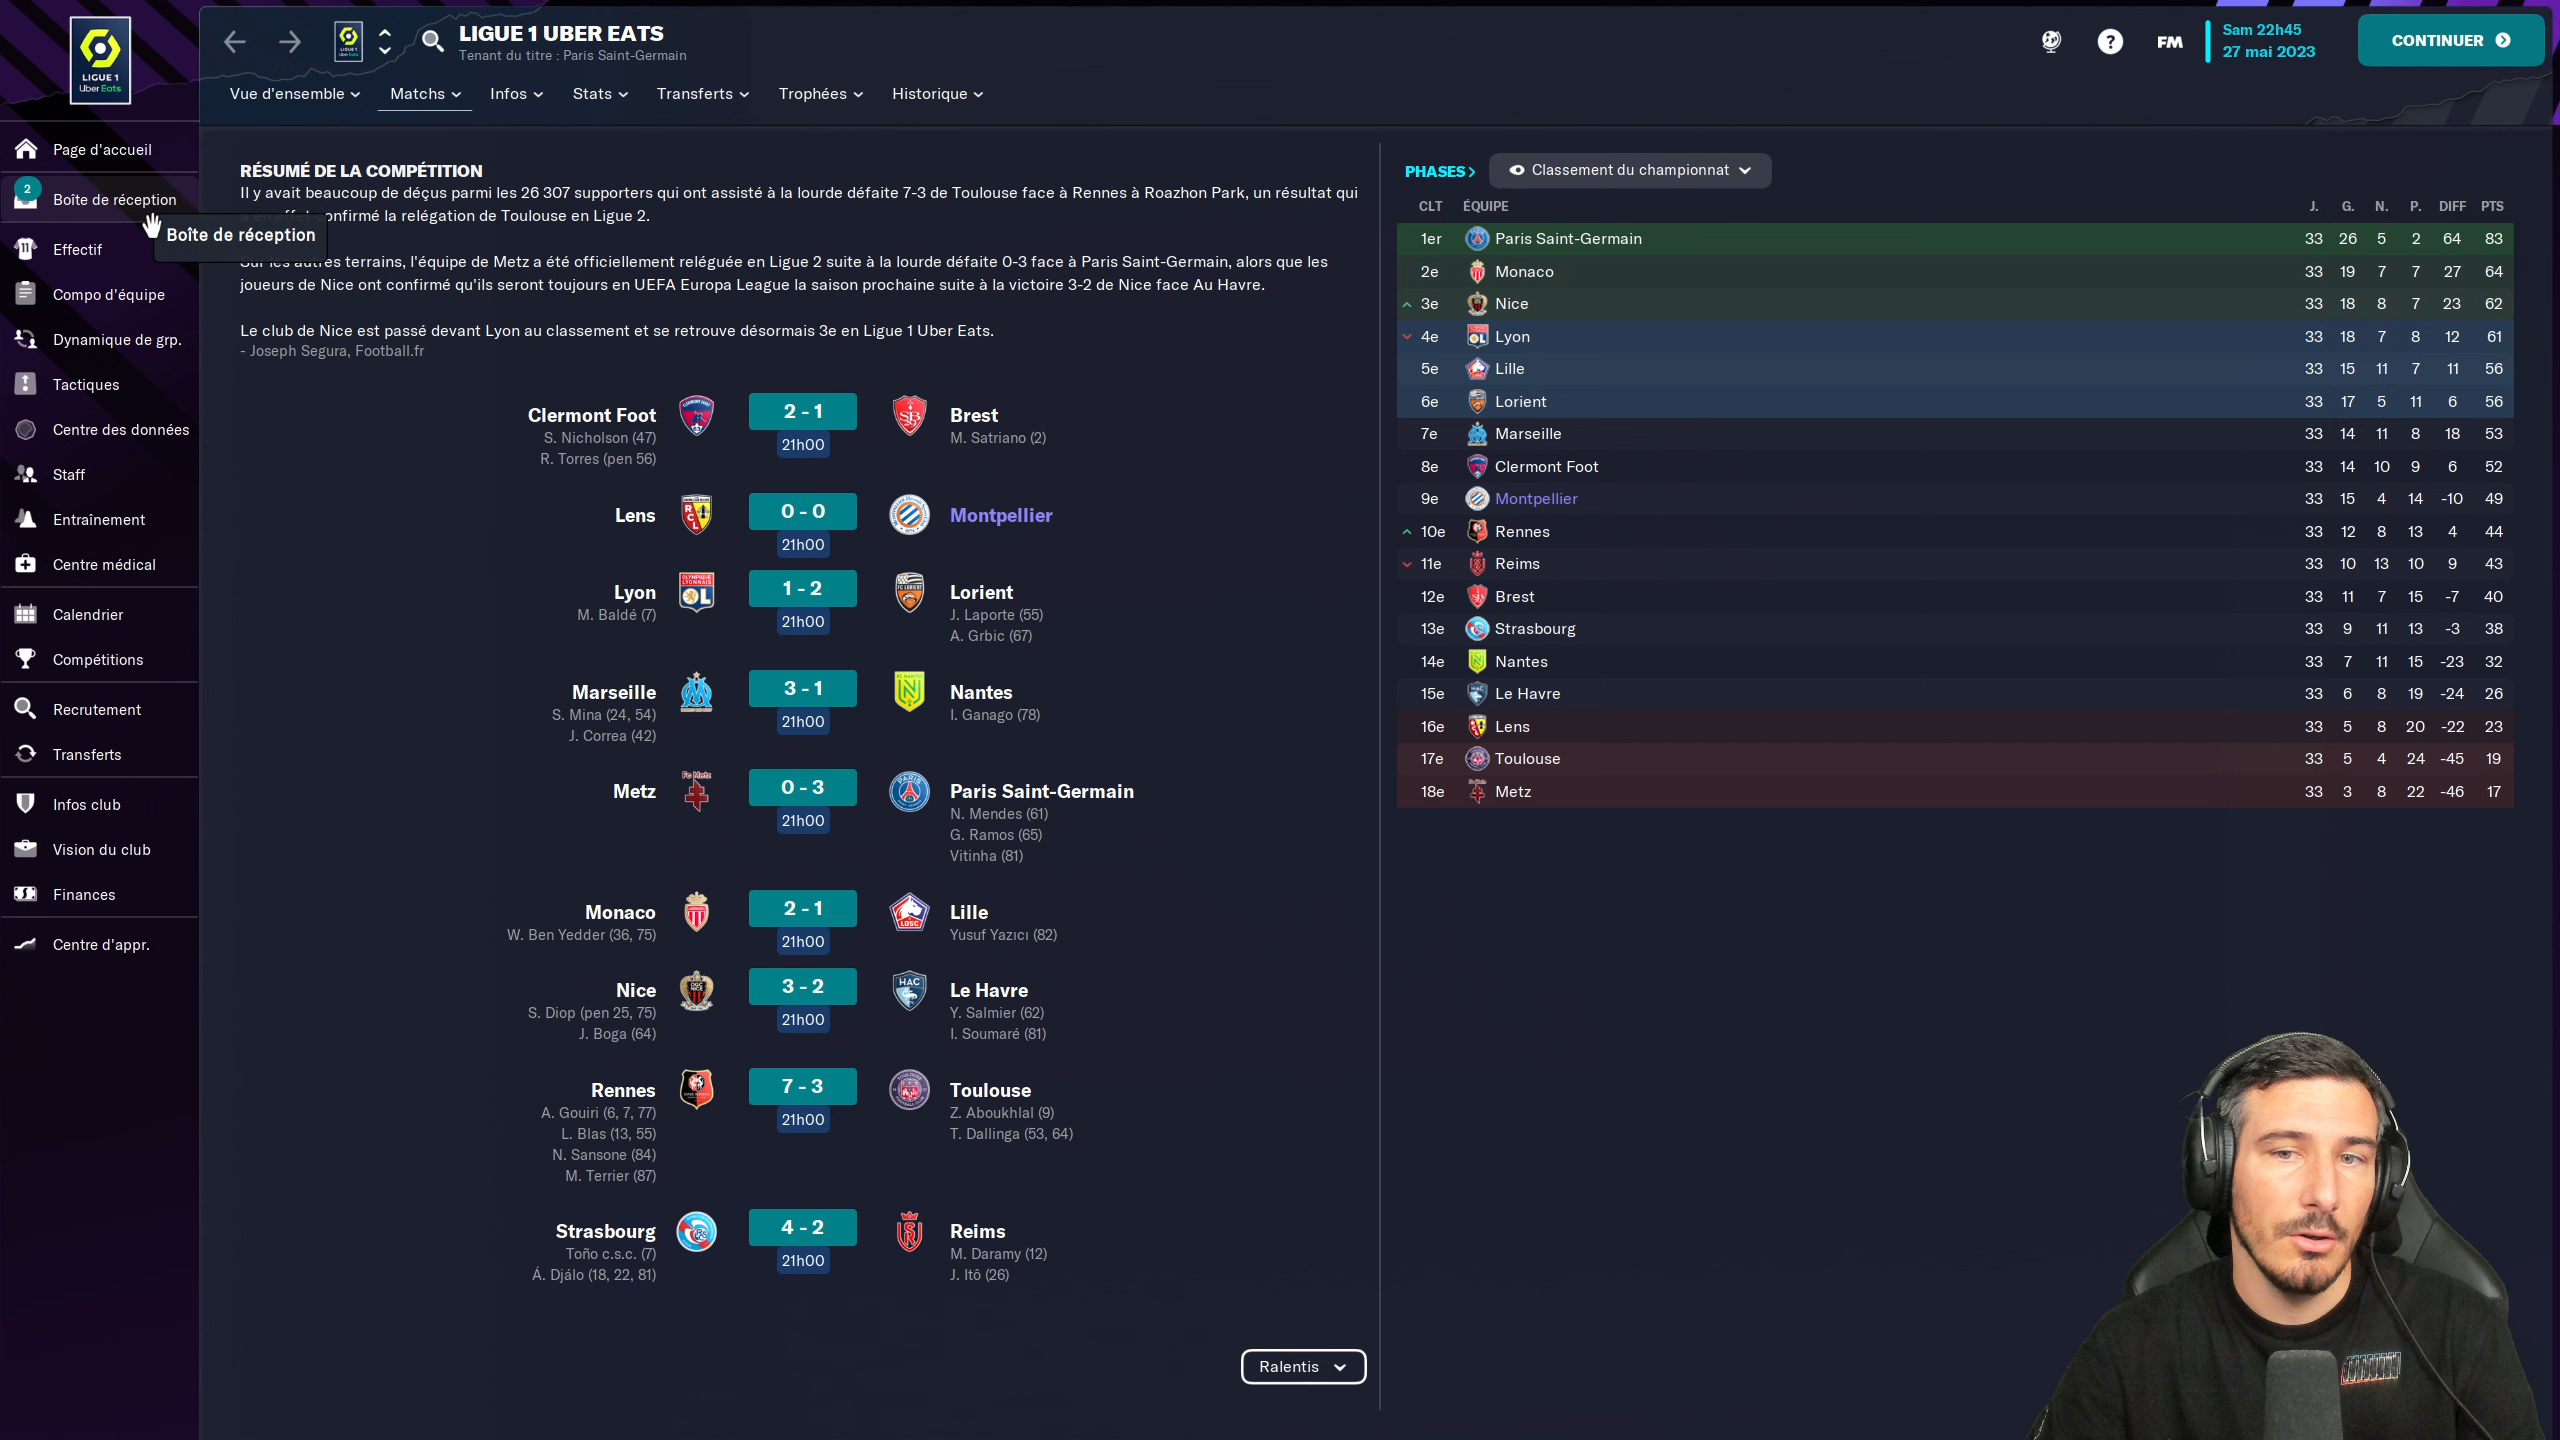 LIGUE 1
Uber Eats
LIGUE 1 UBER EATS
Tenant du titre : Paris Saint-Germain
FM
Sam 22h45
27 mai 2023
CONTINUER
Vue d'ensemble
Matchs
Infos
Stats
Transferts
Trophées
Historique
Page d'accueil
2
Boîte de réception
Boîte de réception
Effectif
Compo d'équipe
Dynamique de grp.
Tactiques
Centre des données
Staff
Entraînement
Centre médical
Calendrier
Compétitions
Recrutement
Transferts
Infos club
Vision du club
Finances
Centre d'appr.
RÉSUMÉ DE LA COMPÉTITION
Il y avait beaucoup de déçus parmi les 26 307 supporters qui ont assisté à la lourde défaite 7-3 de Toulouse face à Rennes à Roazhon Park, un résultat qui
a en effet confirmé la relégation de Toulouse en Ligue 2.
Sur les autres terrains, l'équipe de Metz a été officiellement reléguée en Ligue 2 suite à la lourde défaite 0-3 face à Paris Saint-Germain, alors que les
joueurs de Nice ont confirmé qu'ils seront toujours en UEFA Europa League la saison prochaine suite à la victoire 3-2 de Nice face Au Havre.
Le club de Nice est passé devant Lyon au classement et se retrouve désormais 3e en Ligue 1 Uber Eats.
- Joseph Segura, Football.fr
Clermont Foot 2 - 1 Brest
S. Nicholson (47) 21h00 M. Satriano (2)
R. Torres (pen 56)
Lens 0 - 0 Montpellier
21h00
Lyon 1 - 2 Lorient
M. Baldé (7) 21h00 J. Laporte (55)
A. Grbic (67)
Marseille 3 - 1 Nantes
S. Mina (24, 54) 21h00 I. Ganago (78)
J. Correa (42)
Metz 0 - 3 Paris Saint-Germain
21h00 N. Mendes (61)
G. Ramos (65)
Vitinha (81)
Monaco 2 - 1 Lille
W. Ben Yedder (36, 75) 21h00 Yusuf Yazıcı (82)
Nice 3 - 2 Le Havre
S. Diop (pen 25, 75) 21h00 Y. Salmier (62)
J. Boga (64) I. Soumaré (81)
Rennes 7 - 3 Toulouse
A. Gouiri (6, 7, 77) 21h00 Z. Aboukhlal (9)
L. Blas (13, 55) T. Dallinga (53, 64)
N. Sansone (84)
M. Terrier (87)
Strasbourg 4 - 2 Reims
Toño c.s.c. (7) 21h00 M. Daramy (12)
Á. Djálo (18, 22, 81) J. Itô (26)
Ralentis
PHASES
Classement du championnat
CLT ÉQUIPE J. G. N. P. DIFF PTS
1er Paris Saint-Germain 33 26 5 2 64 83
2e Monaco 33 19 7 7 27 64
3e Nice 33 18 8 7 23 62
4e Lyon 33 18 7 8 12 61
5e Lille 33 15 11 7 11 56
6e Lorient 33 17 5 11 6 56
7e Marseille 33 14 11 8 18 53
8e Clermont Foot 33 14 10 9 6 52
9e Montpellier 33 15 4 14 -10 49
10e Rennes 33 12 8 13 4 44
11e Reims 33 10 13 10 9 43
12e Brest 33 11 7 15 -7 40
13e Strasbourg 33 9 11 13 -3 38
14e Nantes 33 7 11 15 -23 32
15e Le Havre 33 6 8 19 -24 26
16e Lens 33 5 8 20 -22 23
17e Toulouse 33 5 4 24 -45 19
18e Metz 33 3 8 22 -46 17